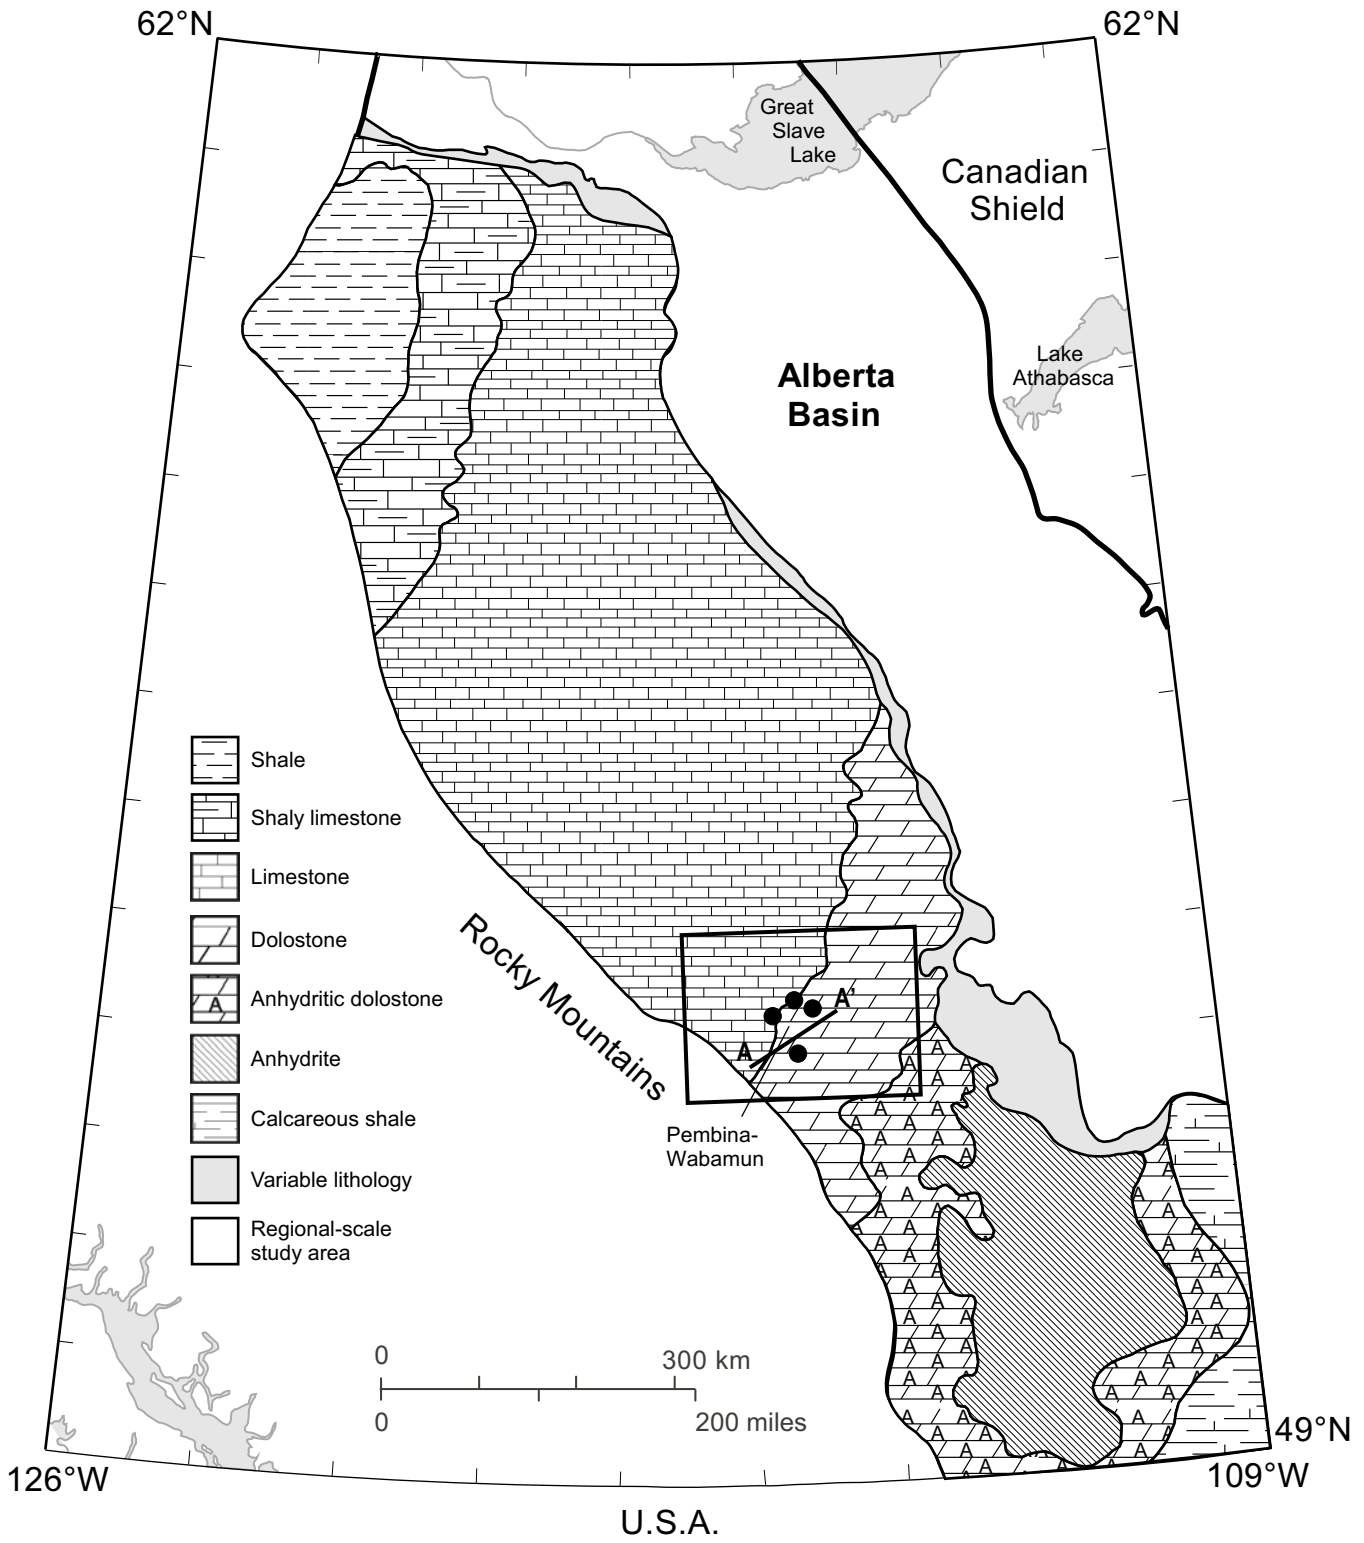 62°N
62°N
Great
Slave
Lake
Canadian
Shield
Lake
Athabasca
Alberta
Basin
Shale
Shaly limestone
Limestone
Dolostone
A
Anhydritic dolostone
Anhydrite
Calcareous shale
Variable lithology
Regional-scale
study area
Rocky Mountains
A
A'
Pembina-
Wabamun
0
300 km
0
200 miles
49°N
126°W
109°W
U.S.A.